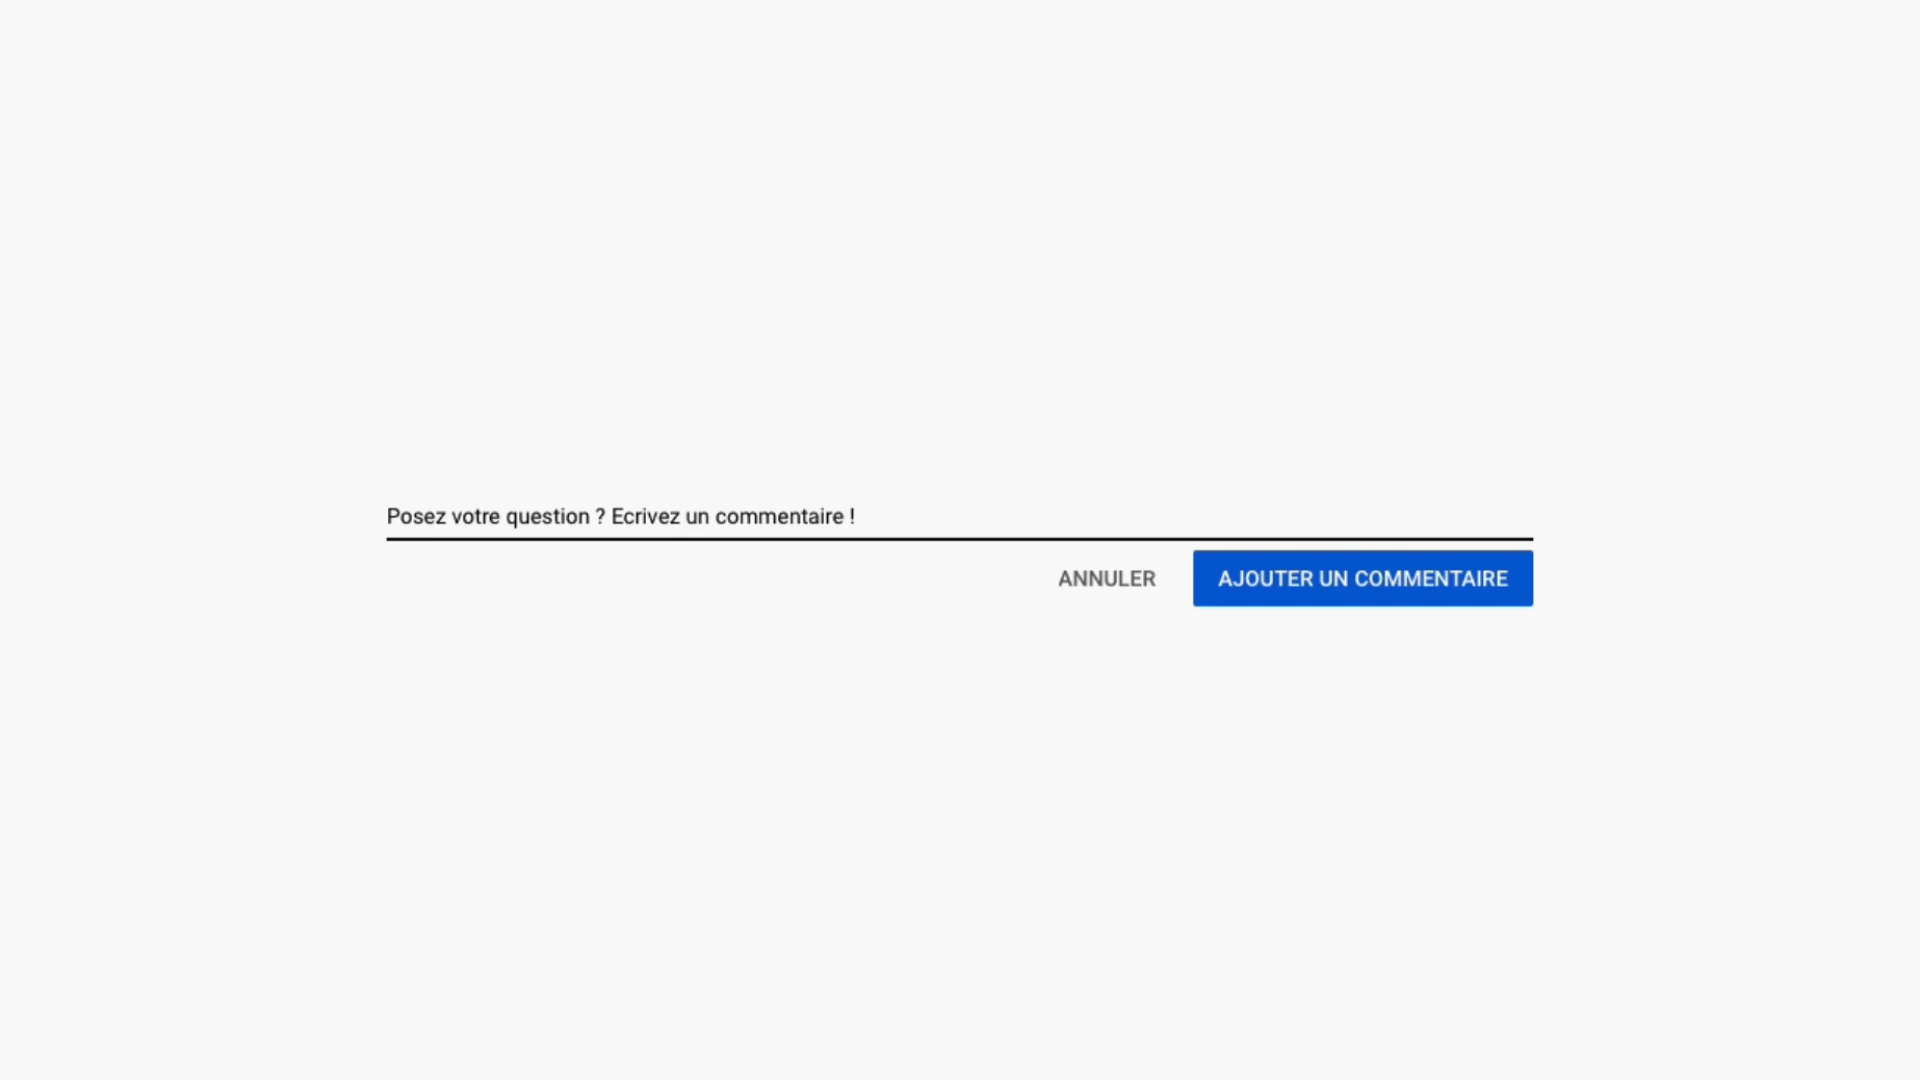 Posez votre question ? Ecrivez un commentaire !
ANNULER AJOUTER UN COMMENTAIRE